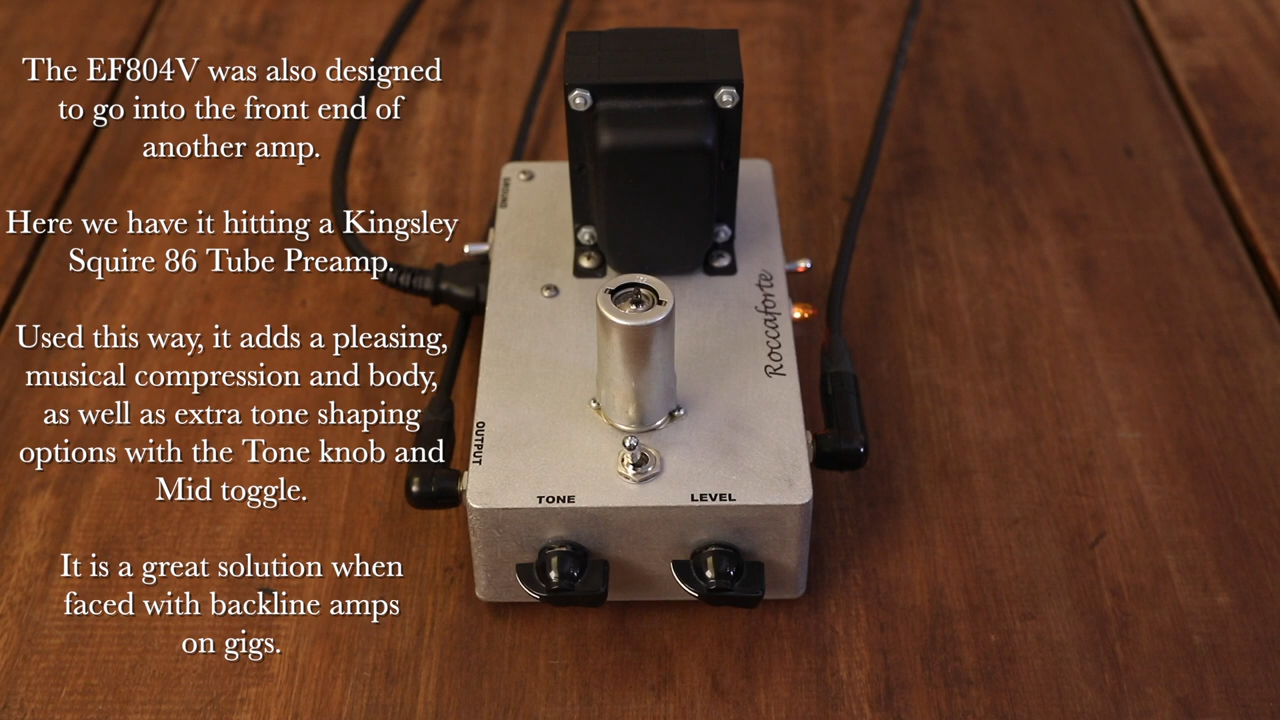 The EF804V was also designed
to go into the front end of
another amp.
Here we have it hitting a Kingsley
Squire 86 Tube Preamp.
Used this way, it adds a pleasing,
musical compression and body,
as well as extra tone shaping
options with the Tone knob and
Mid toggle.
It is a great solution when
faced with backline amps
on gigs.
GROUND
Roccaforte
OUTPUT
TONE
LEVEL